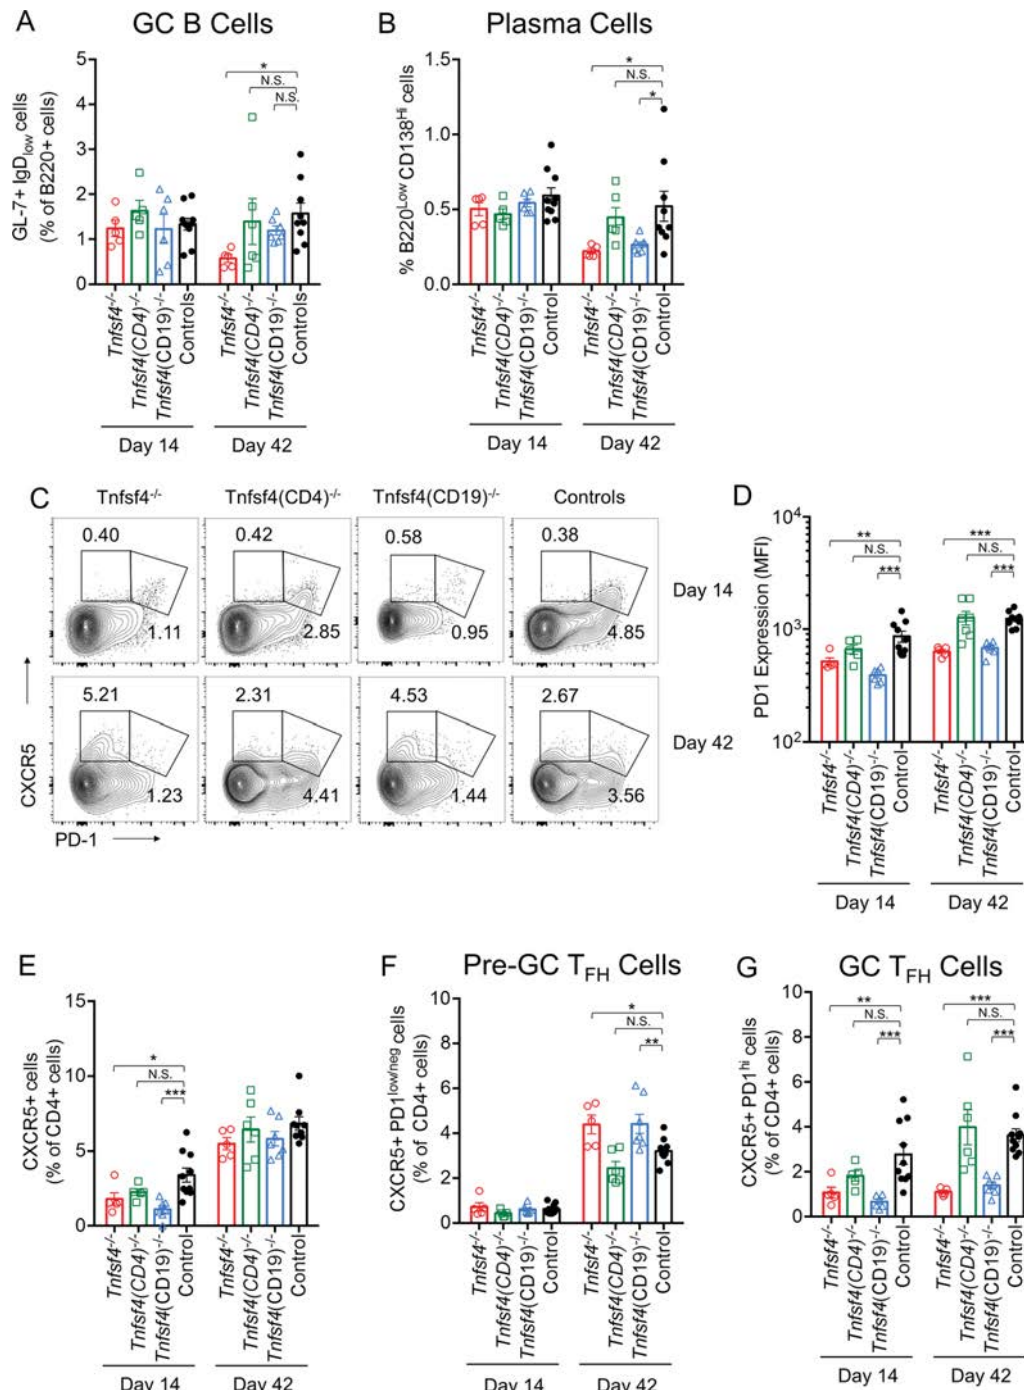 A
GC B Cells
GL-7+ IgDlow cells
(% of B220+ cells)
5
4
3
2
1
0
*
N.S.
N.S.
Tnfsf4-/-
Tnfsf4(CD4)-/-
Tnfsf4(CD19)-/-
Controls
Tnfsf4-/-
Tnfsf4(CD4)-/-
Tnfsf4(CD19)-/-
Controls
Day 14
Day 42
B
Plasma Cells
% B220Low CD138Hi cells
1.5
1.0
0.5
0.0
*
N.S.
*
Tnfsf4-/-
Tnfsf4(CD4)-/-
Tnfsf4(CD19)-/-
Control
Tnfsf4-/-
Tnfsf4(CD4)-/-
Tnfsf4(CD19)-/-
Control
Day 14
Day 42
C
Tnfsf4-/-
Tnfsf4(CD4)-/-
Tnfsf4(CD19)-/-
Controls
0.40
0.42
0.58
0.38
Day 14
1.11
2.85
0.95
4.85
5.21
2.31
4.53
2.67
Day 42
1.23
4.41
1.44
3.56
CXCR5
PD-1
D
PD1 Expression (MFI)
10^4
10^3
10^2
**
N.S.
***
***
N.S.
***
Tnfsf4-/-
Tnfsf4(CD4)-/-
Tnfsf4(CD19)-/-
Control
Tnfsf4-/-
Tnfsf4(CD4)-/-
Tnfsf4(CD19)-/-
Control
Day 14
Day 42
E
CXCR5+ cells
(% of CD4+ cells)
15
10
5
0
*
N.S.
***
Tnfsf4-/-
Tnfsf4(CD4)-/-
Tnfsf4(CD19)-/-
Control
Tnfsf4-/-
Tnfsf4(CD4)-/-
Tnfsf4(CD19)-/-
Control
Day 14
Day 42
F
Pre-GC TFH Cells
CXCR5+ PD1low/neg cells
(% of CD4+ cells)
10
8
6
4
2
0
*
N.S.
**
Tnfsf4-/-
Tnfsf4(CD4)-/-
Tnfsf4(CD19)-/-
Control
Tnfsf4-/-
Tnfsf4(CD4)-/-
Tnfsf4(CD19)-/-
Control
Day 14
Day 42
G
GC TFH Cells
CXCR5+ PD1hi cells
(% of CD4+ cells)
10
8
6
4
2
0
**
N.S.
***
***
N.S.
***
Tnfsf4-/-
Tnfsf4(CD4)-/-
Tnfsf4(CD19)-/-
Control
Tnfsf4-/-
Tnfsf4(CD4)-/-
Tnfsf4(CD19)-/-
Control
Day 14
Day 42